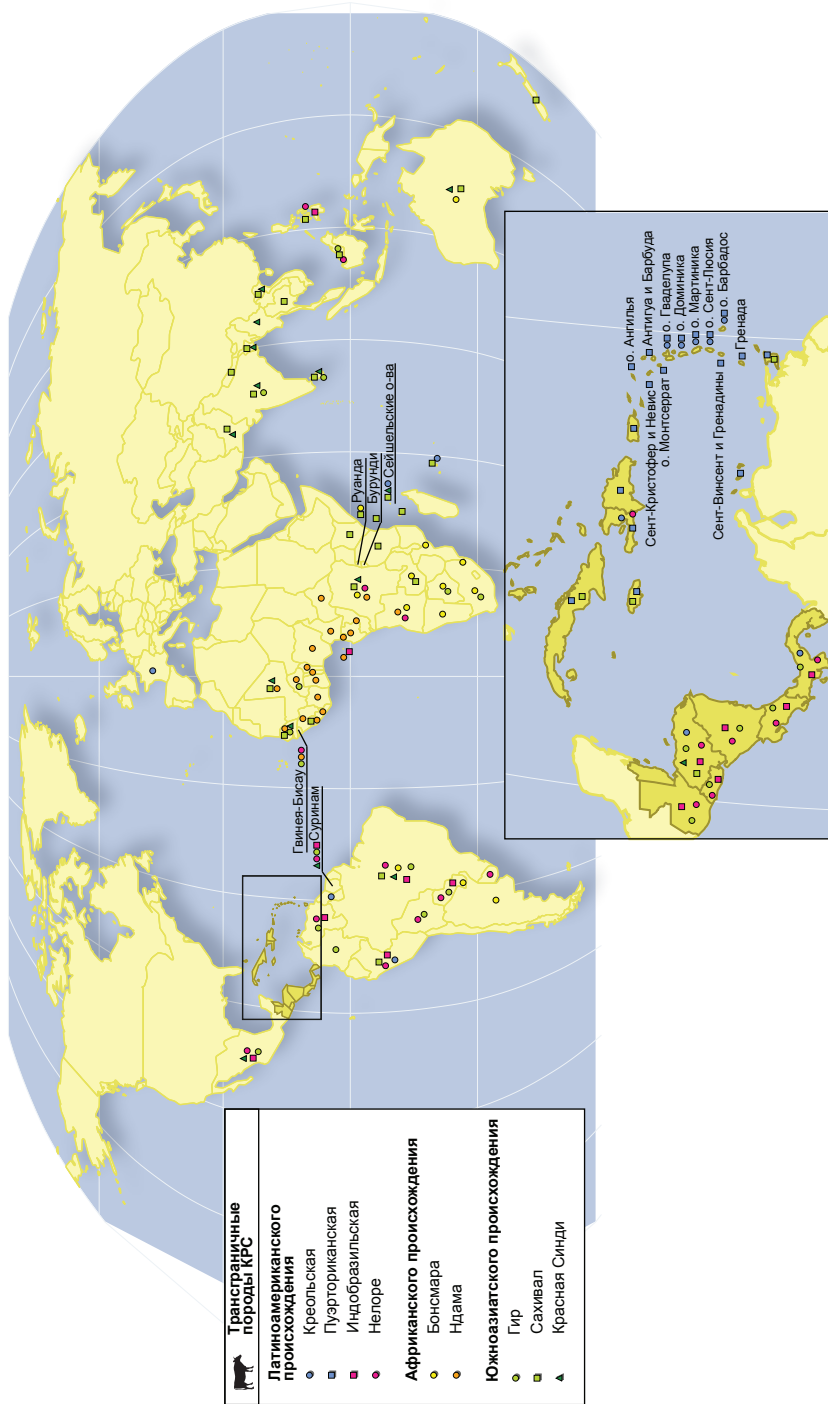 Трансграничные
породы КРС
Латиноамериканского
происхождения
Креольская
Пуэрториканская
Индобразильская
Нелоре
Африканского происхождения
Бонсмара
Ндама
Южноазиатского происхождения
Гир
Сахивал
Красная Синди
Гвинея-Бисау
Суринам
Руанда
Бурунди
Сейшельские о-ва
о. Ангилья
Антигуа и Барбуда
о. Гваделупа
о. Доминика
о. Мартиника
о. Сент-Люсия
о. Барбадос
Гренада
Сент-Кристофер и Невис
о. Монтсеррат
Сент-Винсент и Гренадины